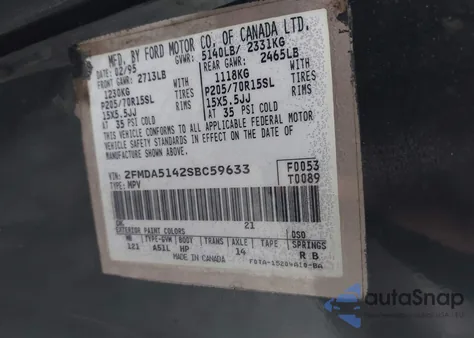 MFD. BY FORD MOTOR CO. OF CANADA LTD.
DATE: 02/95 GVWR: 5140LB/ 2331KG
FRONT GAWR: 2713LB REAR GAWR: 2465LB
1230KG 1118KG
P205/70R15SL TIRES P205/70R15SL TIRES
15X5.5JJ RIMS 15X5.5JJ RIMS
AT 35 PSI COLD AT 35 PSI COLD
THIS VEHICLE CONFORMS TO ALL APPLICABLE FEDERAL MOTOR
VEHICLE SAFETY STANDARDS IN EFFECT ON THE DATE OF
MANUFACTURE SHOWN ABOVE.
VIN: 2FMDA5142SBC59633 F0053
TYPE: MPV T0089
21
EXTERIOR PAINT COLORS DSO
WB TYPE-GVM BODY TRANS AXLE TAPE SPRINGS
121 A51L HP 14 R B
MADE IN CANADA
autoSnap